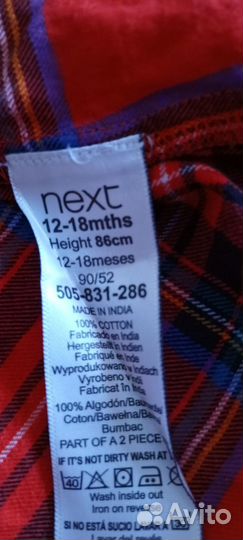 next
12-18mths
Height 86cm
12-18meses
90/52
505-831-286
MADE IN INDIA
100% COTTON
Fabricado en India
Hergestellt in Indien
Fabriqué en Inde
Wyprodukowano w Indiach
Vyrobeno v Indii
Fabricat în India
100% Algodón/Baumwolle
Coton/Bawełna/Bavlna
Bumbac
PART OF A 2 PIECE
IF IT'S NOT DIRTY WASH AT
40
Wash inside out
Iron on reverse
SI NO ESTÁ SUCIO LAVAR A 30
Lavar del revés
Avito